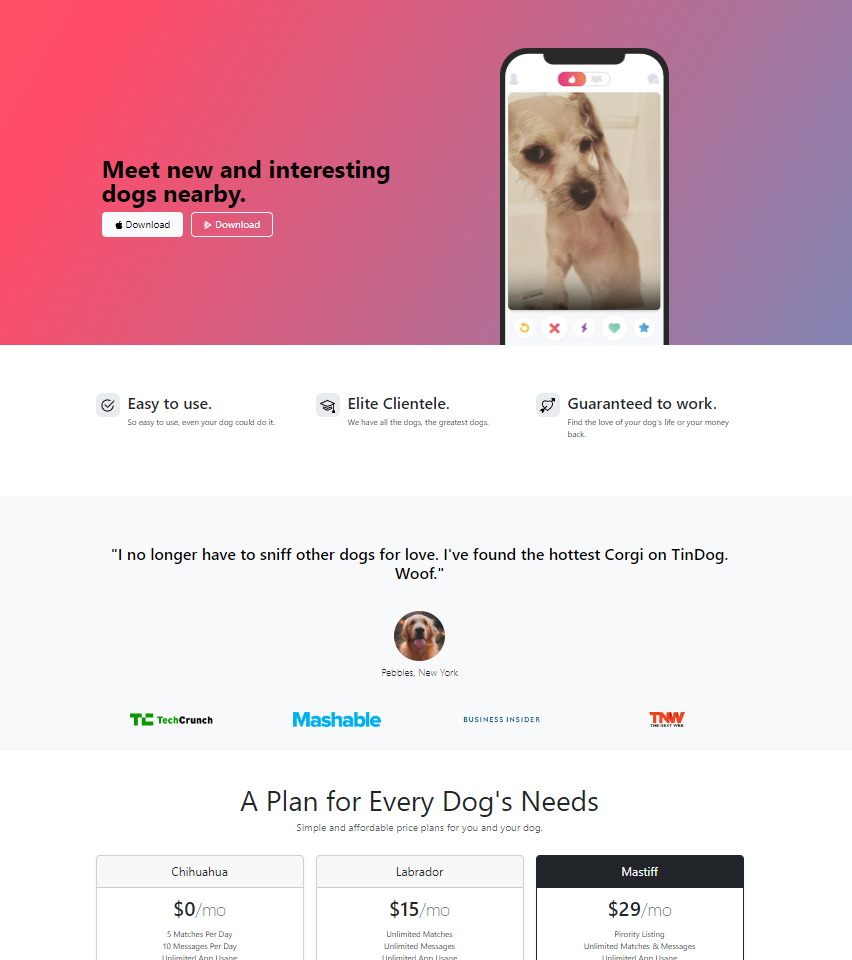 Meet new and interesting
dogs nearby.
Download Download
Easy to use.
So easy to use, even your dog could do it.
Elite Clientele.
We have all the dogs, the greatest dogs.
Guaranteed to work.
Find the love of your dog's life or your money
back.
"I no longer have to sniff other dogs for love. I've found the hottest Corgi on TinDog.
Woof."
Pebbles, New York
TC TechCrunch
Mashable
BUSINESS INSIDER
TNW
THE NEXT WEB
A Plan for Every Dog's Needs
Simple and affordable price plans for you and your dog.
Chihuahua
$0/mo
5 Matches Per Day
10 Messages Per Day
Unlimited App Usage
Labrador
$15/mo
Unlimited Matches
Unlimited Messages
Unlimited App Usage
Mastiff
$29/mo
Pirority Listing
Unlimited Matches & Messages
Unlimited App Usage